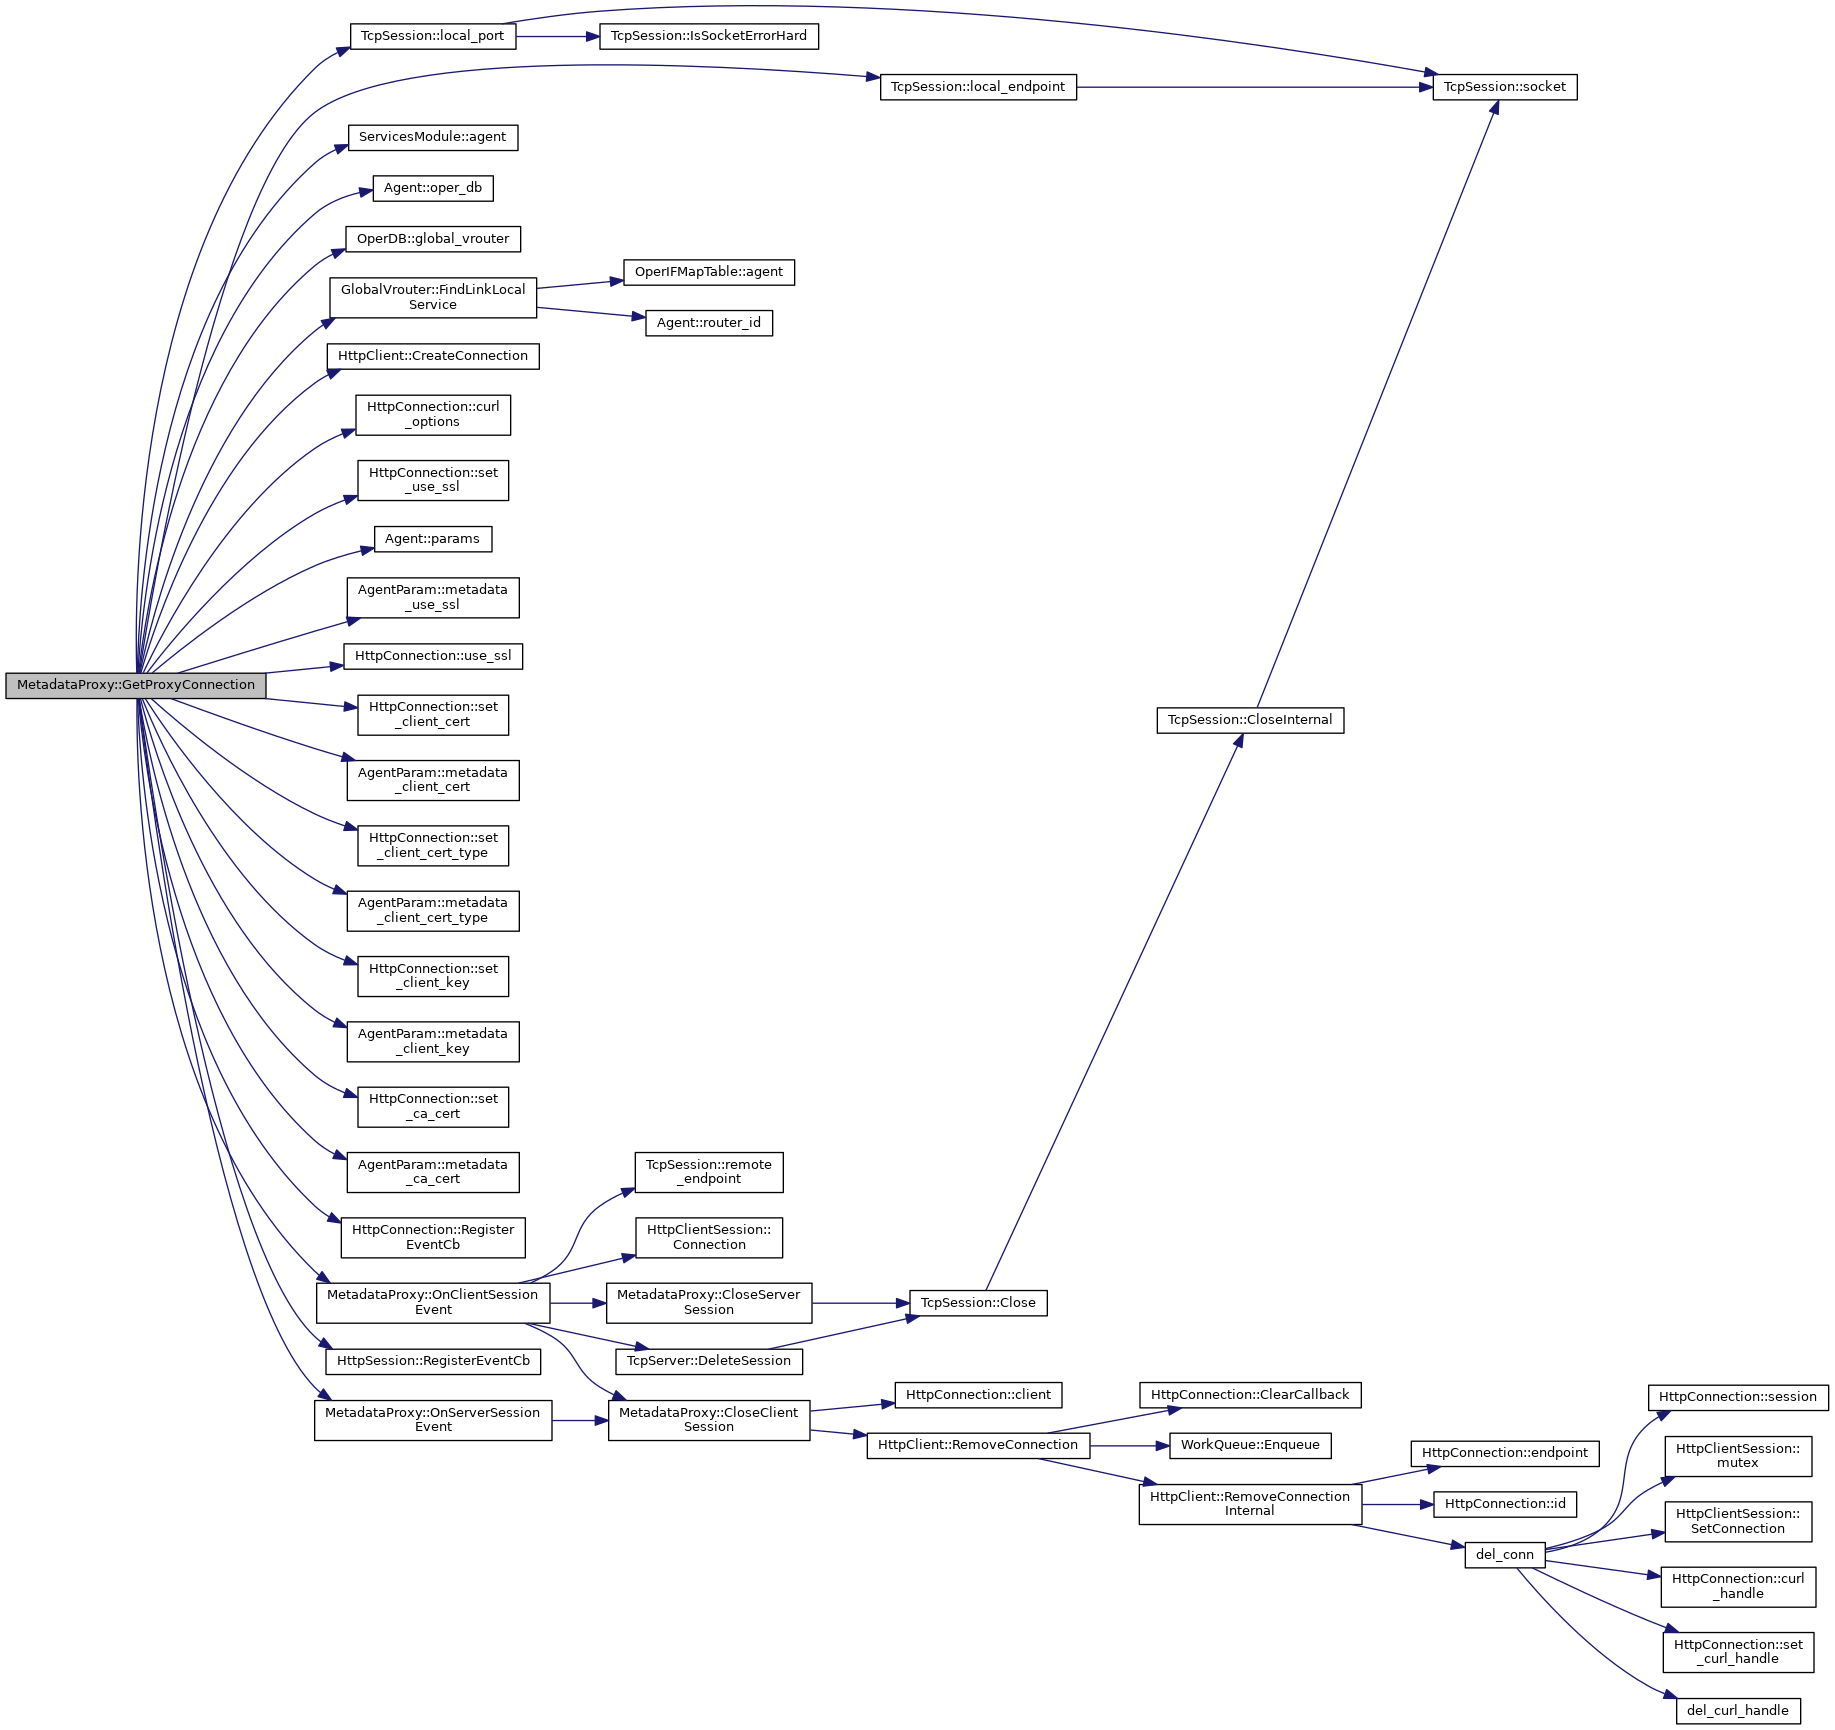 TcpSession::local_port
TcpSession::IsSocketErrorHard
TcpSession::local_endpoint
TcpSession::socket
ServicesModule::agent
Agent::oper_db
OperDB::global_vrouter
GlobalVrouter::FindLinkLocal
Service
OperIFMapTable::agent
Agent::router_id
HttpClient::CreateConnection
HttpConnection::curl
_options
HttpConnection::set
_use_ssl
Agent::params
AgentParam::metadata
_use_ssl
HttpConnection::use_ssl
MetadataProxy::GetProxyConnection
HttpConnection::set
_client_cert
TcpSession::CloseInternal
AgentParam::metadata
_client_cert
HttpConnection::set
_client_cert_type
AgentParam::metadata
_client_cert_type
HttpConnection::set
_client_key
AgentParam::metadata
_client_key
HttpConnection::set
_ca_cert
AgentParam::metadata
_ca_cert
TcpSession::remote
_endpoint
HttpConnection::Register
EventCb
HttpClientSession::
Connection
MetadataProxy::OnClientSession
Event
MetadataProxy::CloseServer
Session
TcpSession::Close
HttpSession::RegisterEventCb
TcpServer::DeleteSession
MetadataProxy::OnServerSession
Event
MetadataProxy::CloseClient
Session
HttpConnection::client
HttpClient::RemoveConnection
HttpConnection::ClearCallback
WorkQueue::Enqueue
HttpClient::RemoveConnection
Internal
HttpConnection::endpoint
HttpConnection::id
del_conn
HttpConnection::session
HttpClientSession::
mutex
HttpClientSession::
SetConnection
HttpConnection::curl
_handle
HttpConnection::set
_curl_handle
del_curl_handle